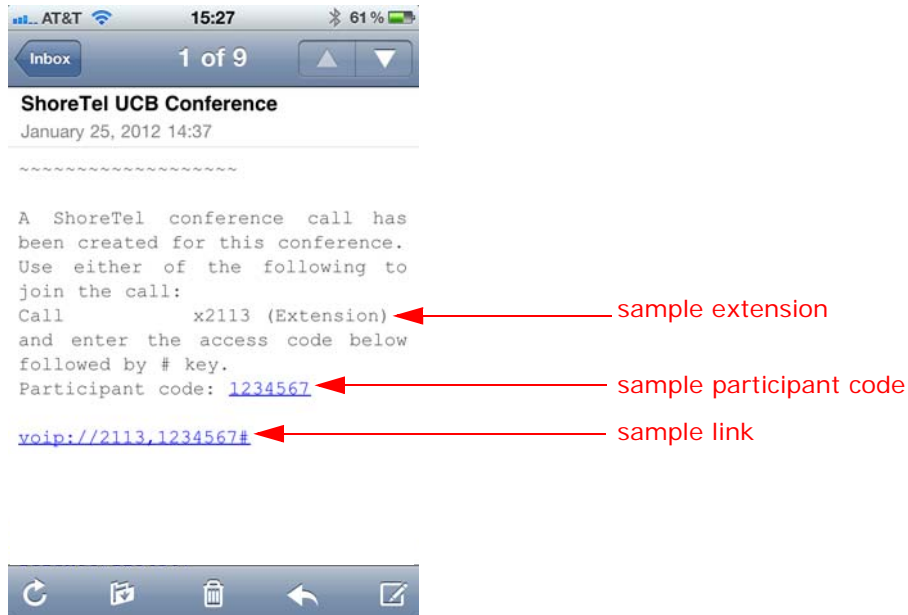 AT&T 15:27 61 %
Inbox 1 of 9
ShoreTel UCB Conference
January 25, 2012 14:37
~~~~~~~~~~~~~~~~~~~
A ShoreTel conference call has
been created for this conference.
Use either of the following to
join the call:
Call x2113 (Extension)
sample extension
and enter the access code below
followed by # key.
Participant code: 1234567
sample participant code
voip://2113,1234567#
sample link